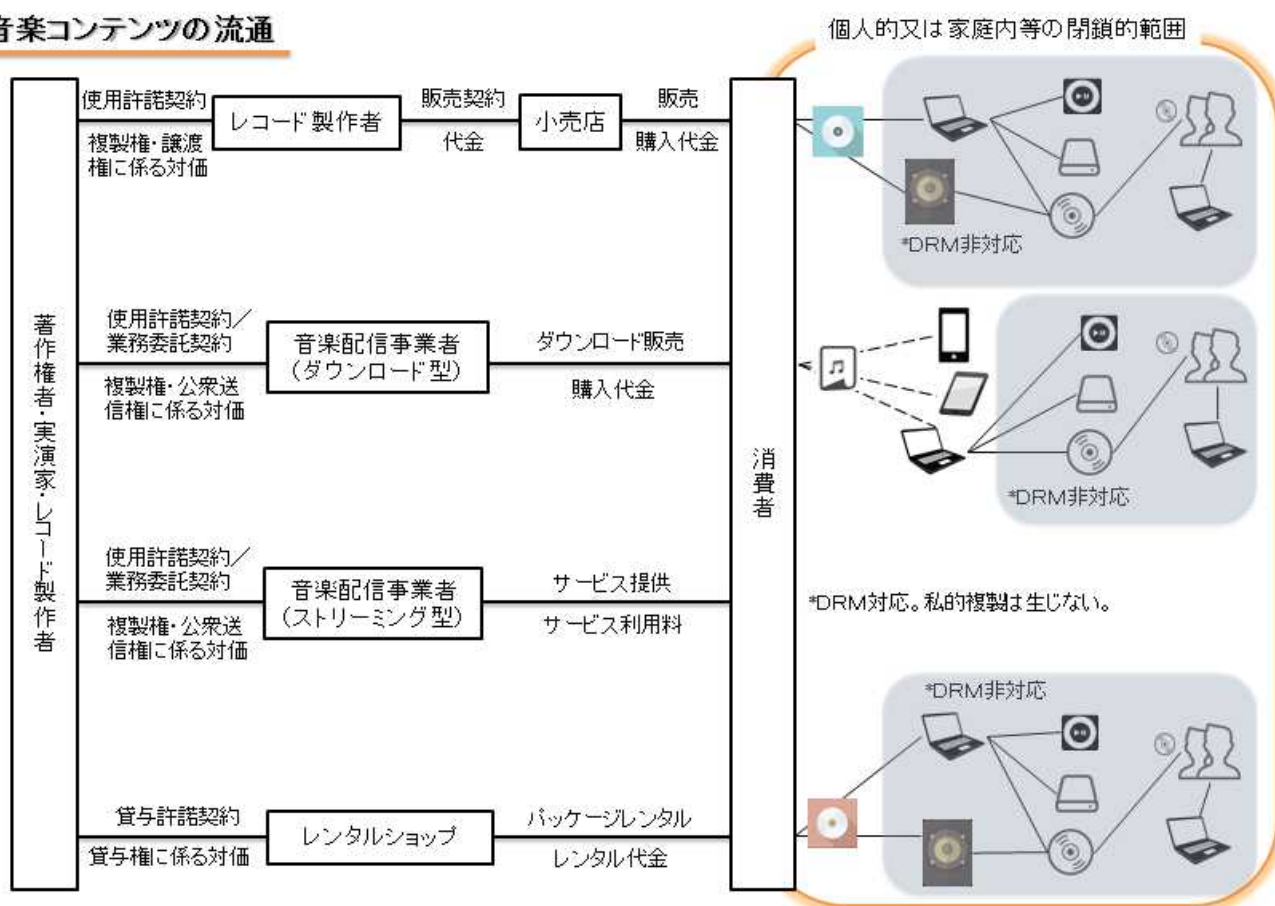 音楽コンテンツの流通
個人的又は家庭内等の閉鎖的範囲
使用許諾契約
複製権・譲渡
権に係る対価
レコード製作者
販売契約
代金
小売店
販売
購入代金
*DRM非対応
著作権者・実演家・レコード製作者
使用許諾契約／
業務委託契約
複製権・公衆送
信権に係る対価
音楽配信事業者
(ダウンロード型)
ダウンロード販売
購入代金
消費者
*DRM非対応
使用許諾契約／
業務委託契約
複製権・公衆送
信権に係る対価
音楽配信事業者
(ストリーミング型)
サービス提供
サービス利用料
*DRM対応。私的複製は生じない。
貸与許諾契約
貸与権に係る対価
レンタルショップ
パッケージレンタル
レンタル代金
*DRM非対応